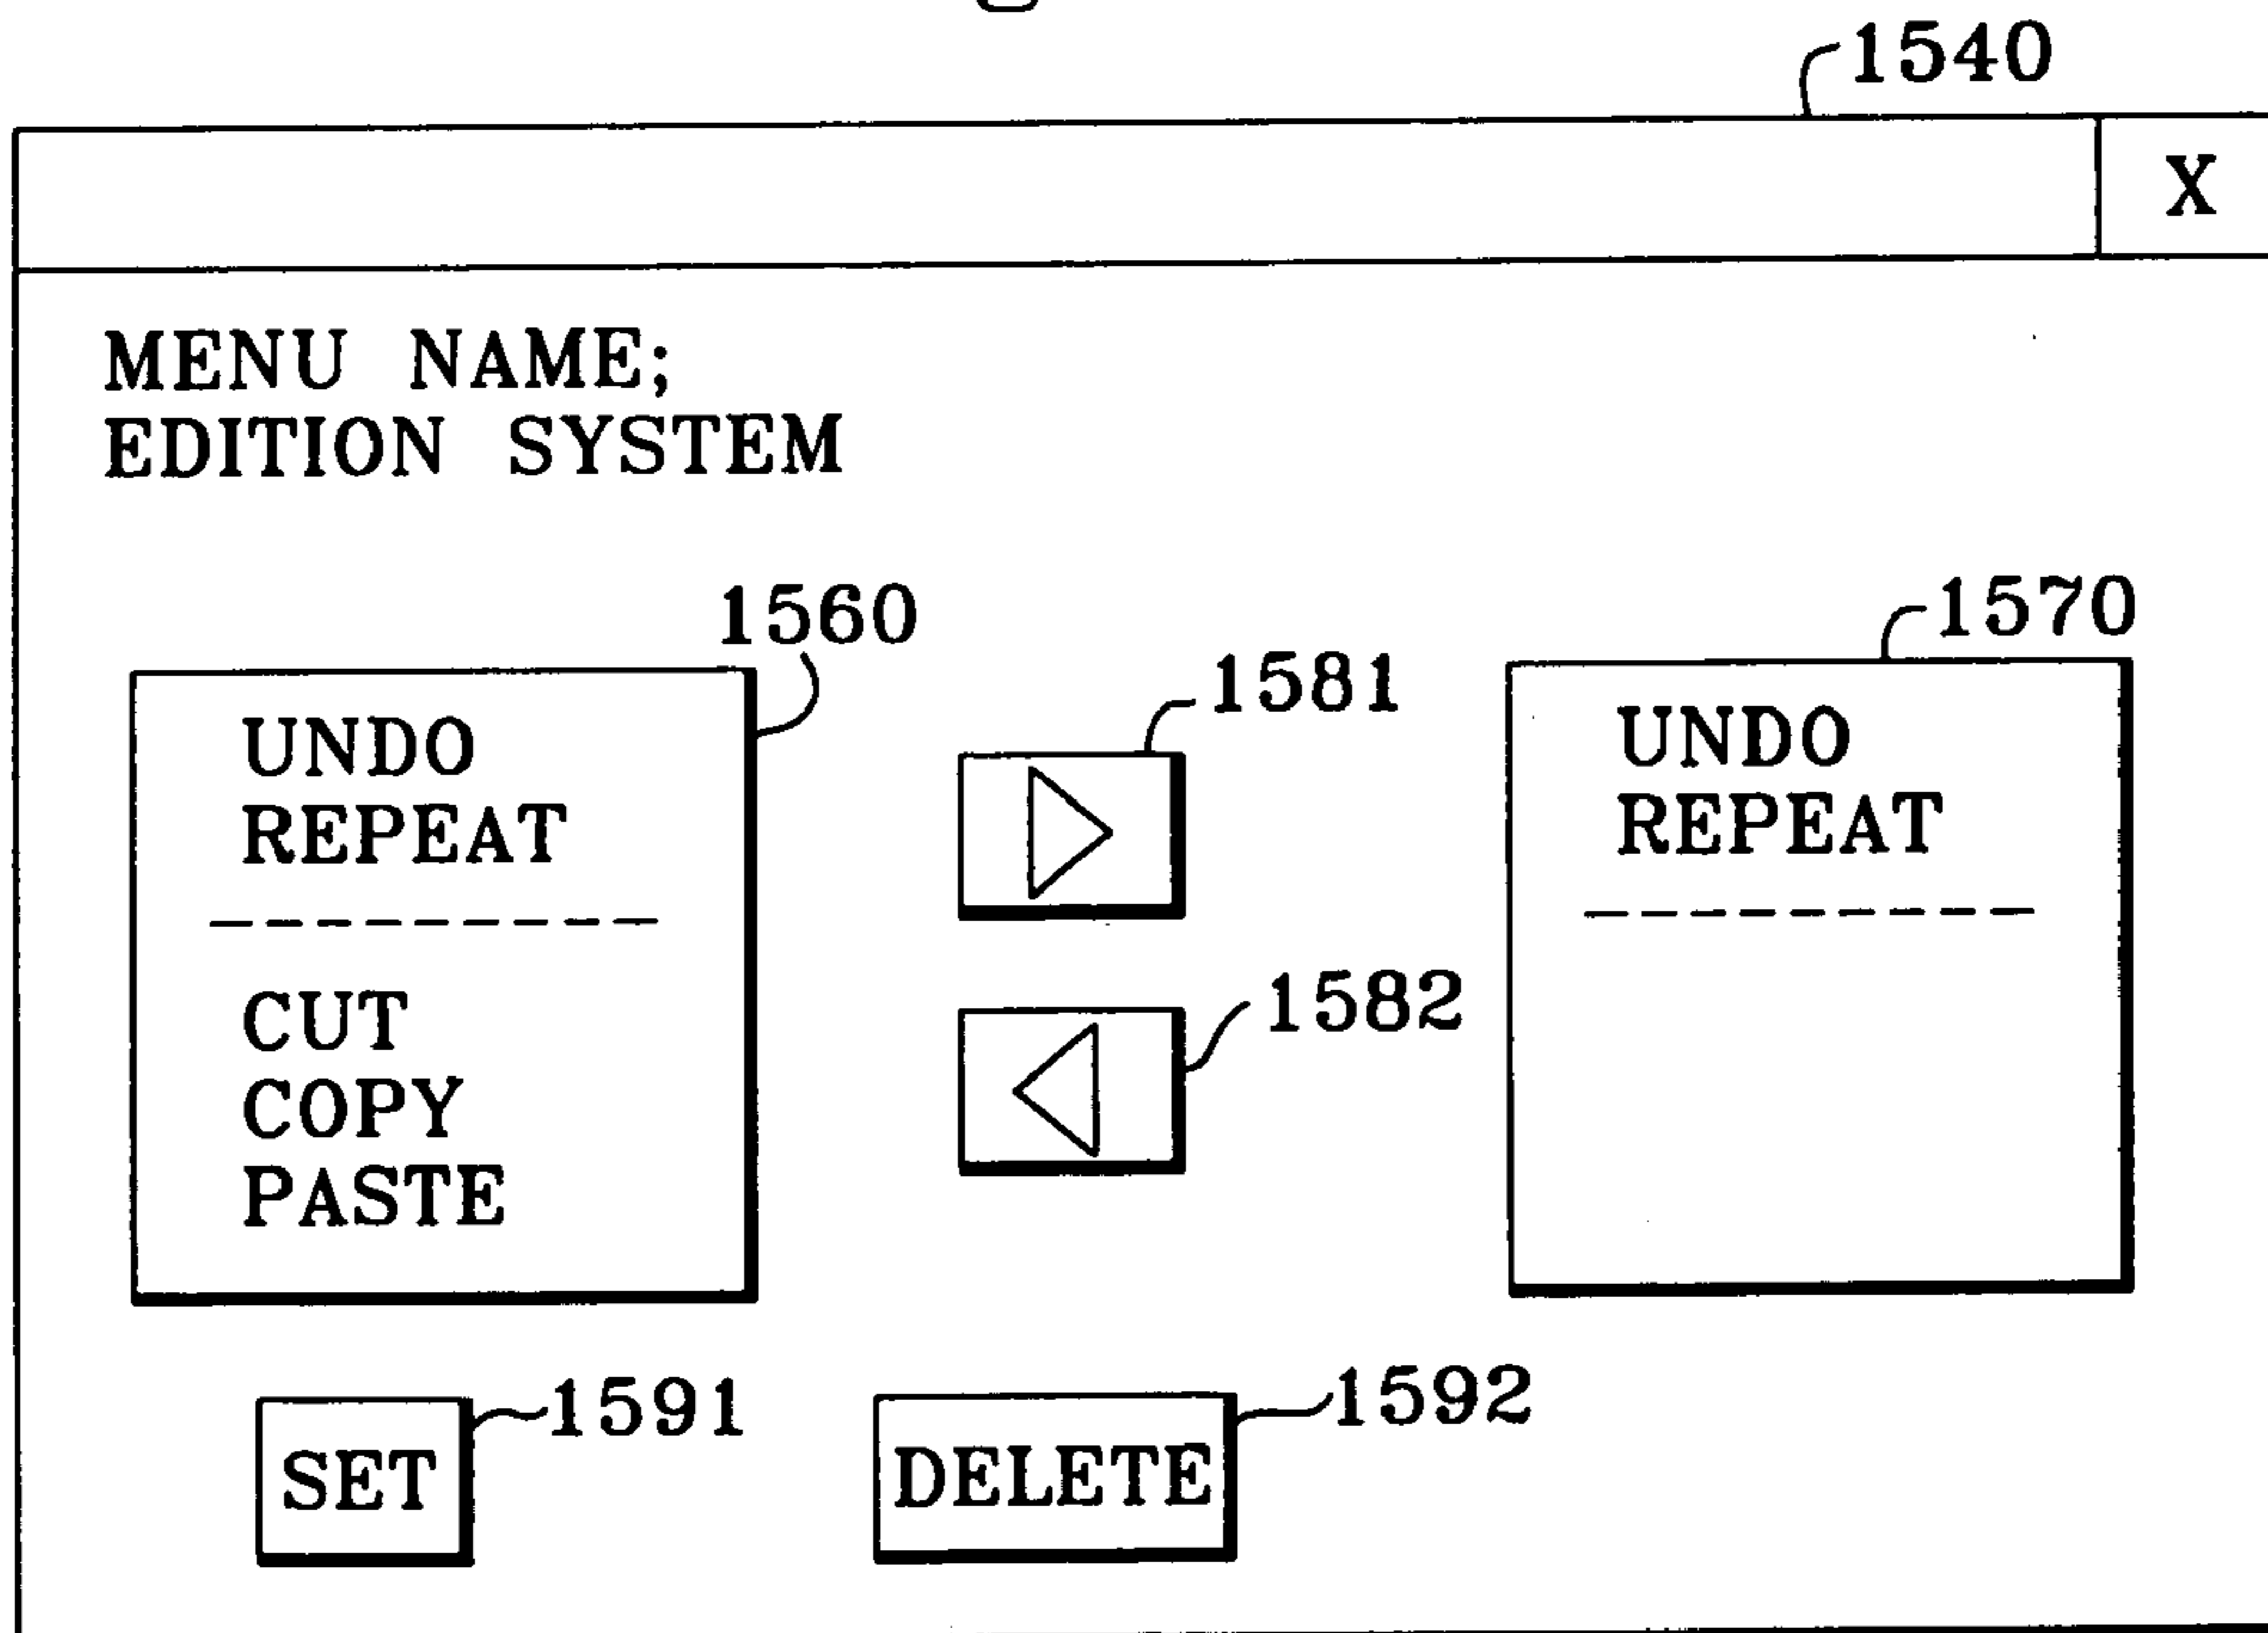 1540
X
MENU NAME;
EDITION SYSTEM
1560
1570
1581
UNDO
REPEAT
CUT
COPY
PASTE
1582
UNDO
REPEAT
1591
1592
SET
DELETE